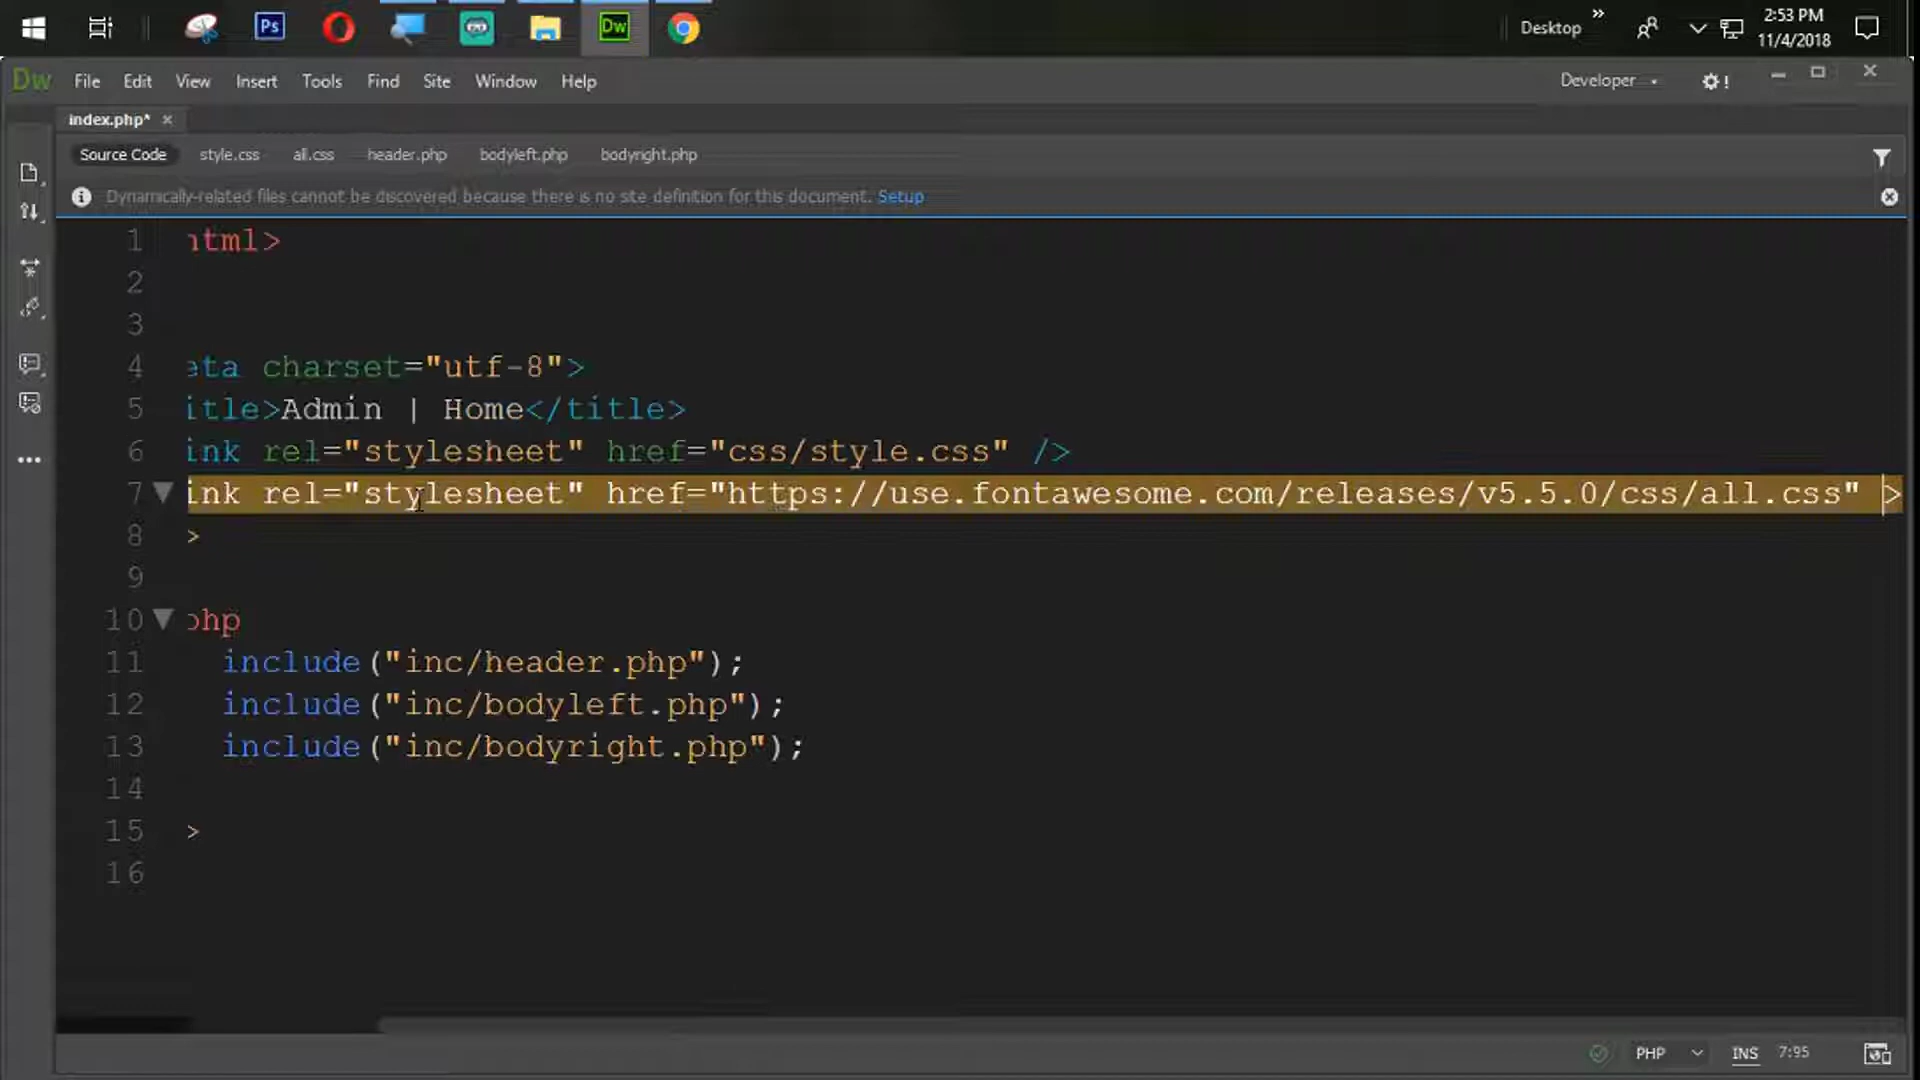 Ps
Dw
Desktop
»
2:53 PM
11/4/2018
Dw File Edit View Insert Tools Find Site Window Help
Developer
!
index.php* ×
Source Code style.css all.css header.php bodyleft.php bodyright.php
Dynamically-related files cannot be discovered because there is no site definition for this document. Setup
1 html>
2
3
4 eta charset="utf-8">
5 itle>Admin | Home</title>
6 ink rel="stylesheet" href="css/style.css" />
7 ink rel="stylesheet" href="https://use.fontawesome.com/releases/v5.5.0/css/all.css" >
8 >
9
10 php
11 include("inc/header.php");
12 include("inc/bodyleft.php");
13 include("inc/bodyright.php");
14
15 >
16
PHP INS 7:95